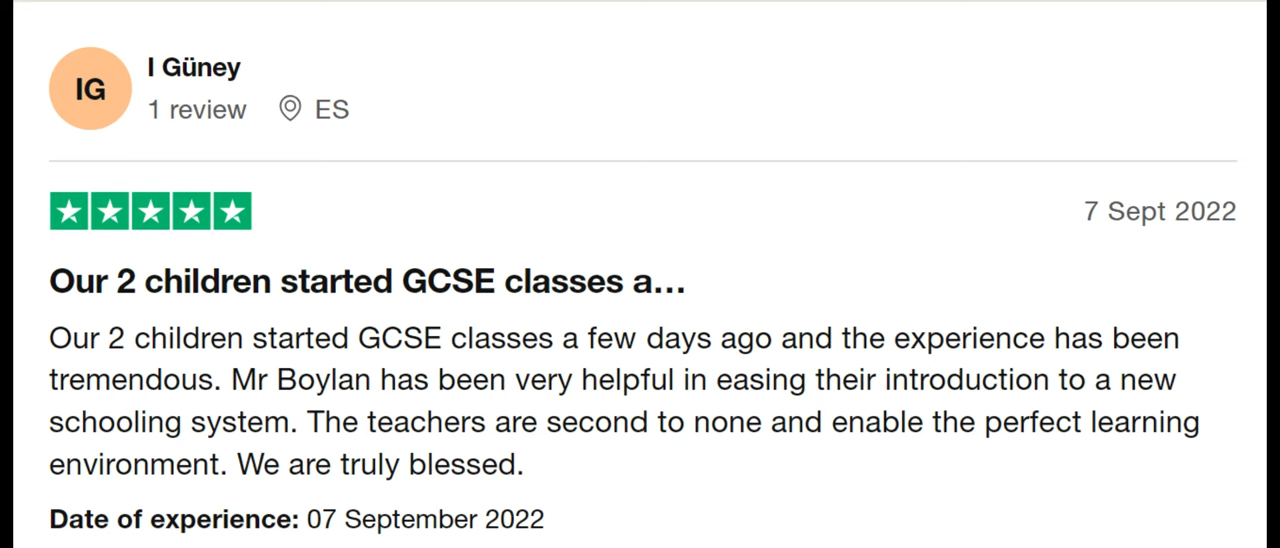 IG
I Güney
1 review ES
7 Sept 2022
Our 2 children started GCSE classes a...
Our 2 children started GCSE classes a few days ago and the experience has been
tremendous. Mr Boylan has been very helpful in easing their introduction to a new
schooling system. The teachers are second to none and enable the perfect learning
environment. We are truly blessed.
Date of experience: 07 September 2022